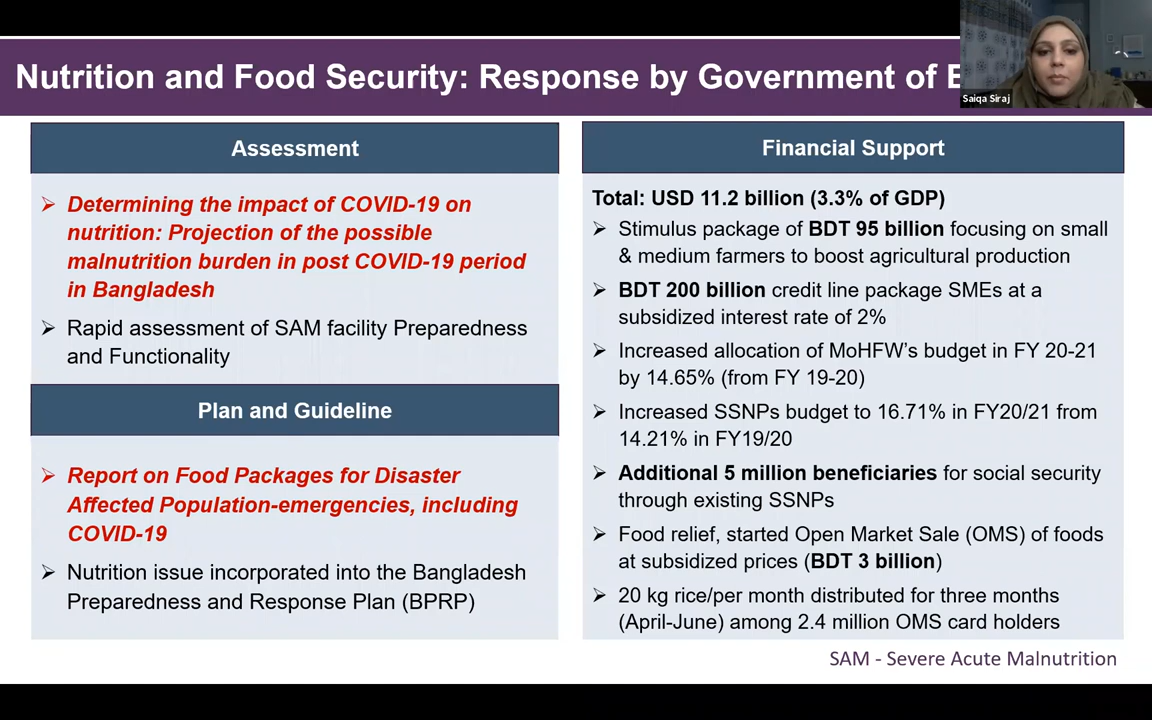 Nutrition and Food Security: Response by Government of
Saiqa Siraj
Assessment
➢ Determining the impact of COVID-19 on
nutrition: Projection of the possible
malnutrition burden in post COVID-19 period
in Bangladesh
➢ Rapid assessment of SAM facility Preparedness
and Functionality
Plan and Guideline
➢ Report on Food Packages for Disaster
Affected Population-emergencies, including
COVID-19
➢ Nutrition issue incorporated into the Bangladesh
Preparedness and Response Plan (BPRP)
Financial Support
Total: USD 11.2 billion (3.3% of GDP)
➢ Stimulus package of BDT 95 billion focusing on small
& medium farmers to boost agricultural production
➢ BDT 200 billion credit line package SMEs at a
subsidized interest rate of 2%
➢ Increased allocation of MoHFW's budget in FY 20-21
by 14.65% (from FY 19-20)
➢ Increased SSNPs budget to 16.71% in FY20/21 from
14.21% in FY19/20
➢ Additional 5 million beneficiaries for social security
through existing SSNPs
➢ Food relief, started Open Market Sale (OMS) of foods
at subsidized prices (BDT 3 billion)
➢ 20 kg rice/per month distributed for three months
(April-June) among 2.4 million OMS card holders
SAM - Severe Acute Malnutrition